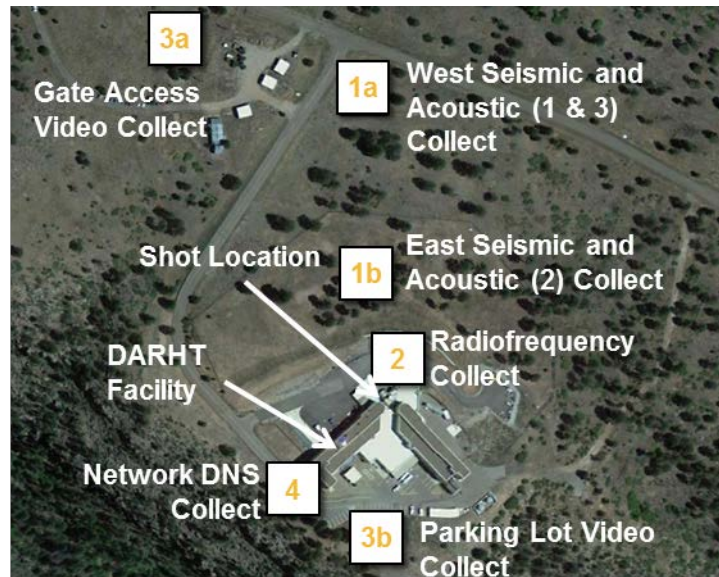 3a
Gate Access
Video Collect
1a
West Seismic and
Acoustic (1 & 3)
Collect
Shot Location
1b
East Seismic and
Acoustic (2) Collect
DARHT
Facility
2
Radiofrequency
Collect
Network DNS
Collect
4
3b
Parking Lot Video
Collect